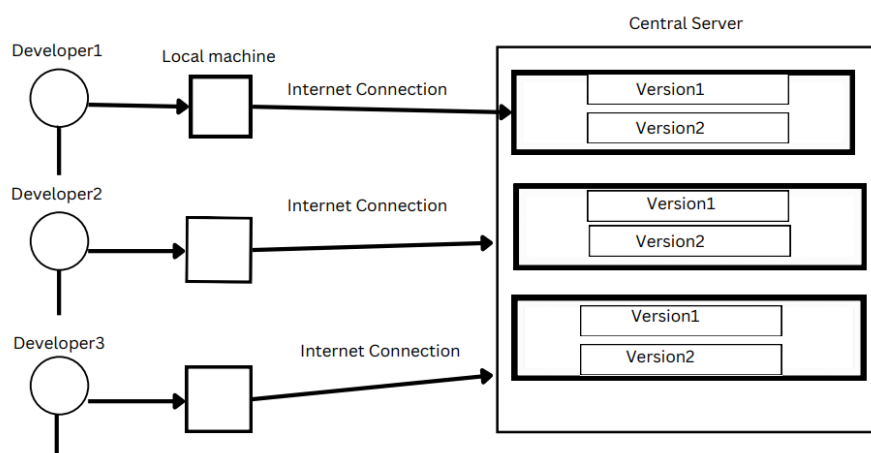 Central Server
Developer1
Local machine
Internet Connection
Version1
Version2
Developer2
Internet Connection
Version1
Version2
Developer3
Internet Connection
Version1
Version2